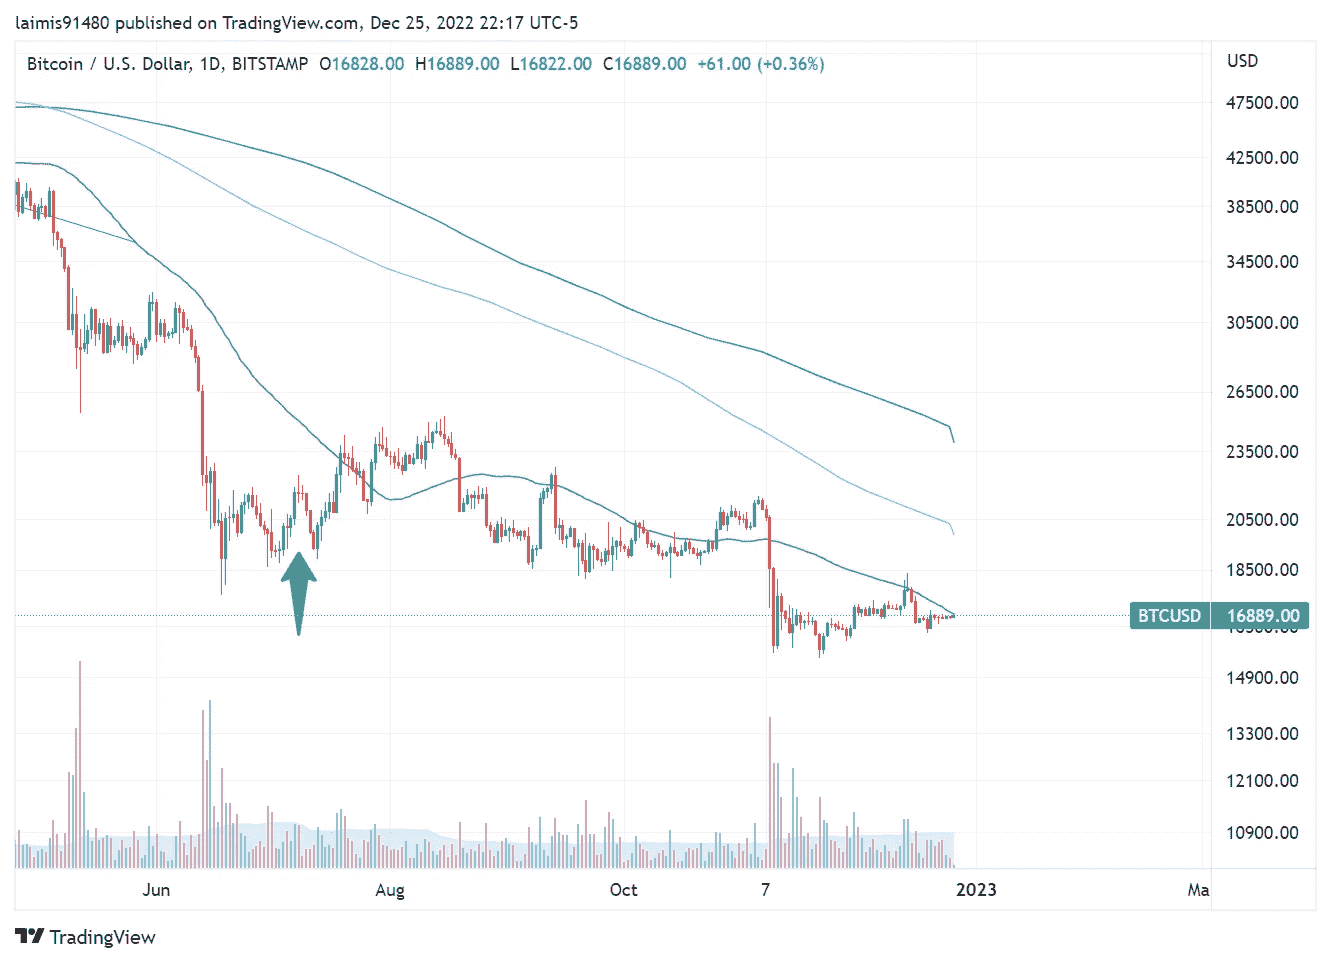 laimis91480 published on TradingView.com, Dec 25, 2022 22:17 UTC-5
Bitcoin / U.S. Dollar, 1D, BITSTAMP O16828.00 H16889.00 L16822.00 C16889.00 +61.00 (+0.36%)
USD
47500.00
42500.00
38500.00
34500.00
30500.00
26500.00
23500.00
20500.00
18500.00
BTCUSD 16889.00
14900.00
13300.00
12100.00
10900.00
Jun Aug Oct 7 2023 Ma
TradingView